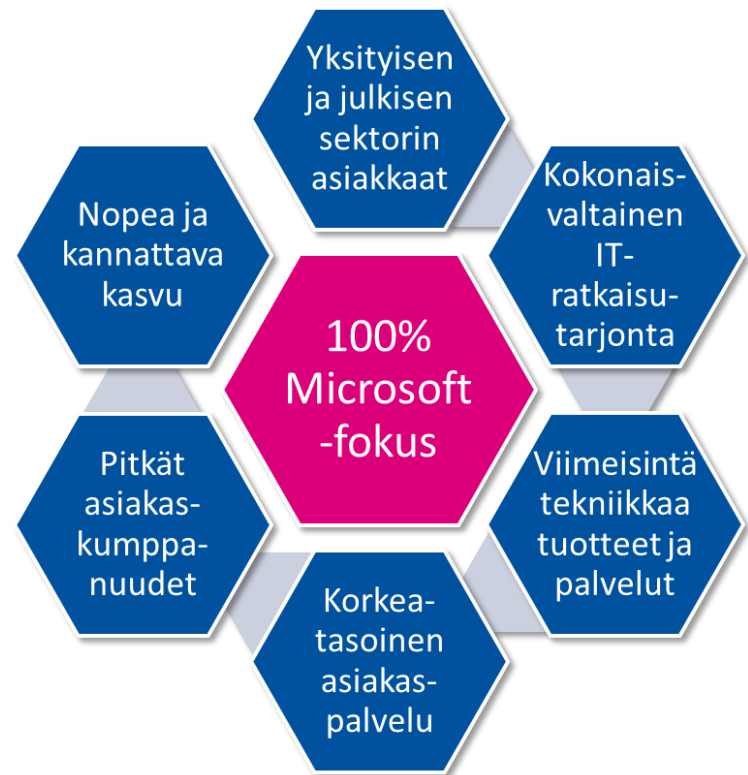 Yksityisen
ja julkisen
sektorin
asiakkaat
Kokonais-
valtainen
IT-
ratkaisu-
tarjonta
Viimeisintä
tekniikkaa
tuotteet ja
palvelut
Korkea-
tasoinen
asiakas-
palvelu
Pitkät
asiakas-
kumppa-
nuudet
Nopea ja
kannattava
kasvu
100%
Microsoft
-fokus